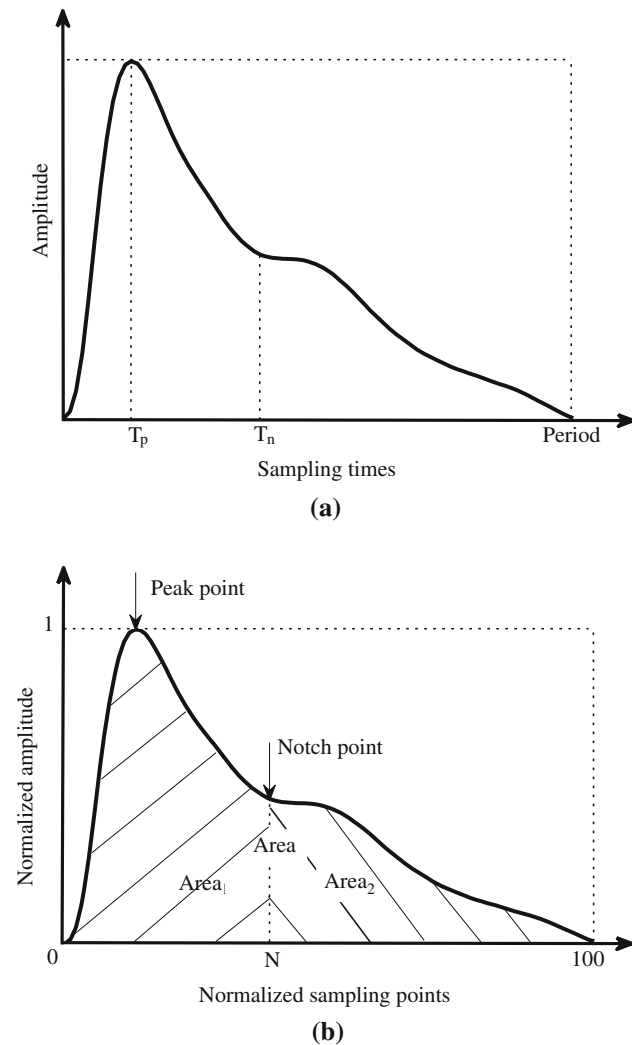 Amplitude
Tp
Tn
Period
Sampling times
(a)
Peak point
1
Notch point
Normalized amplitude
Area
Area1
Area2
0
N
100
Normalized sampling points
(b)